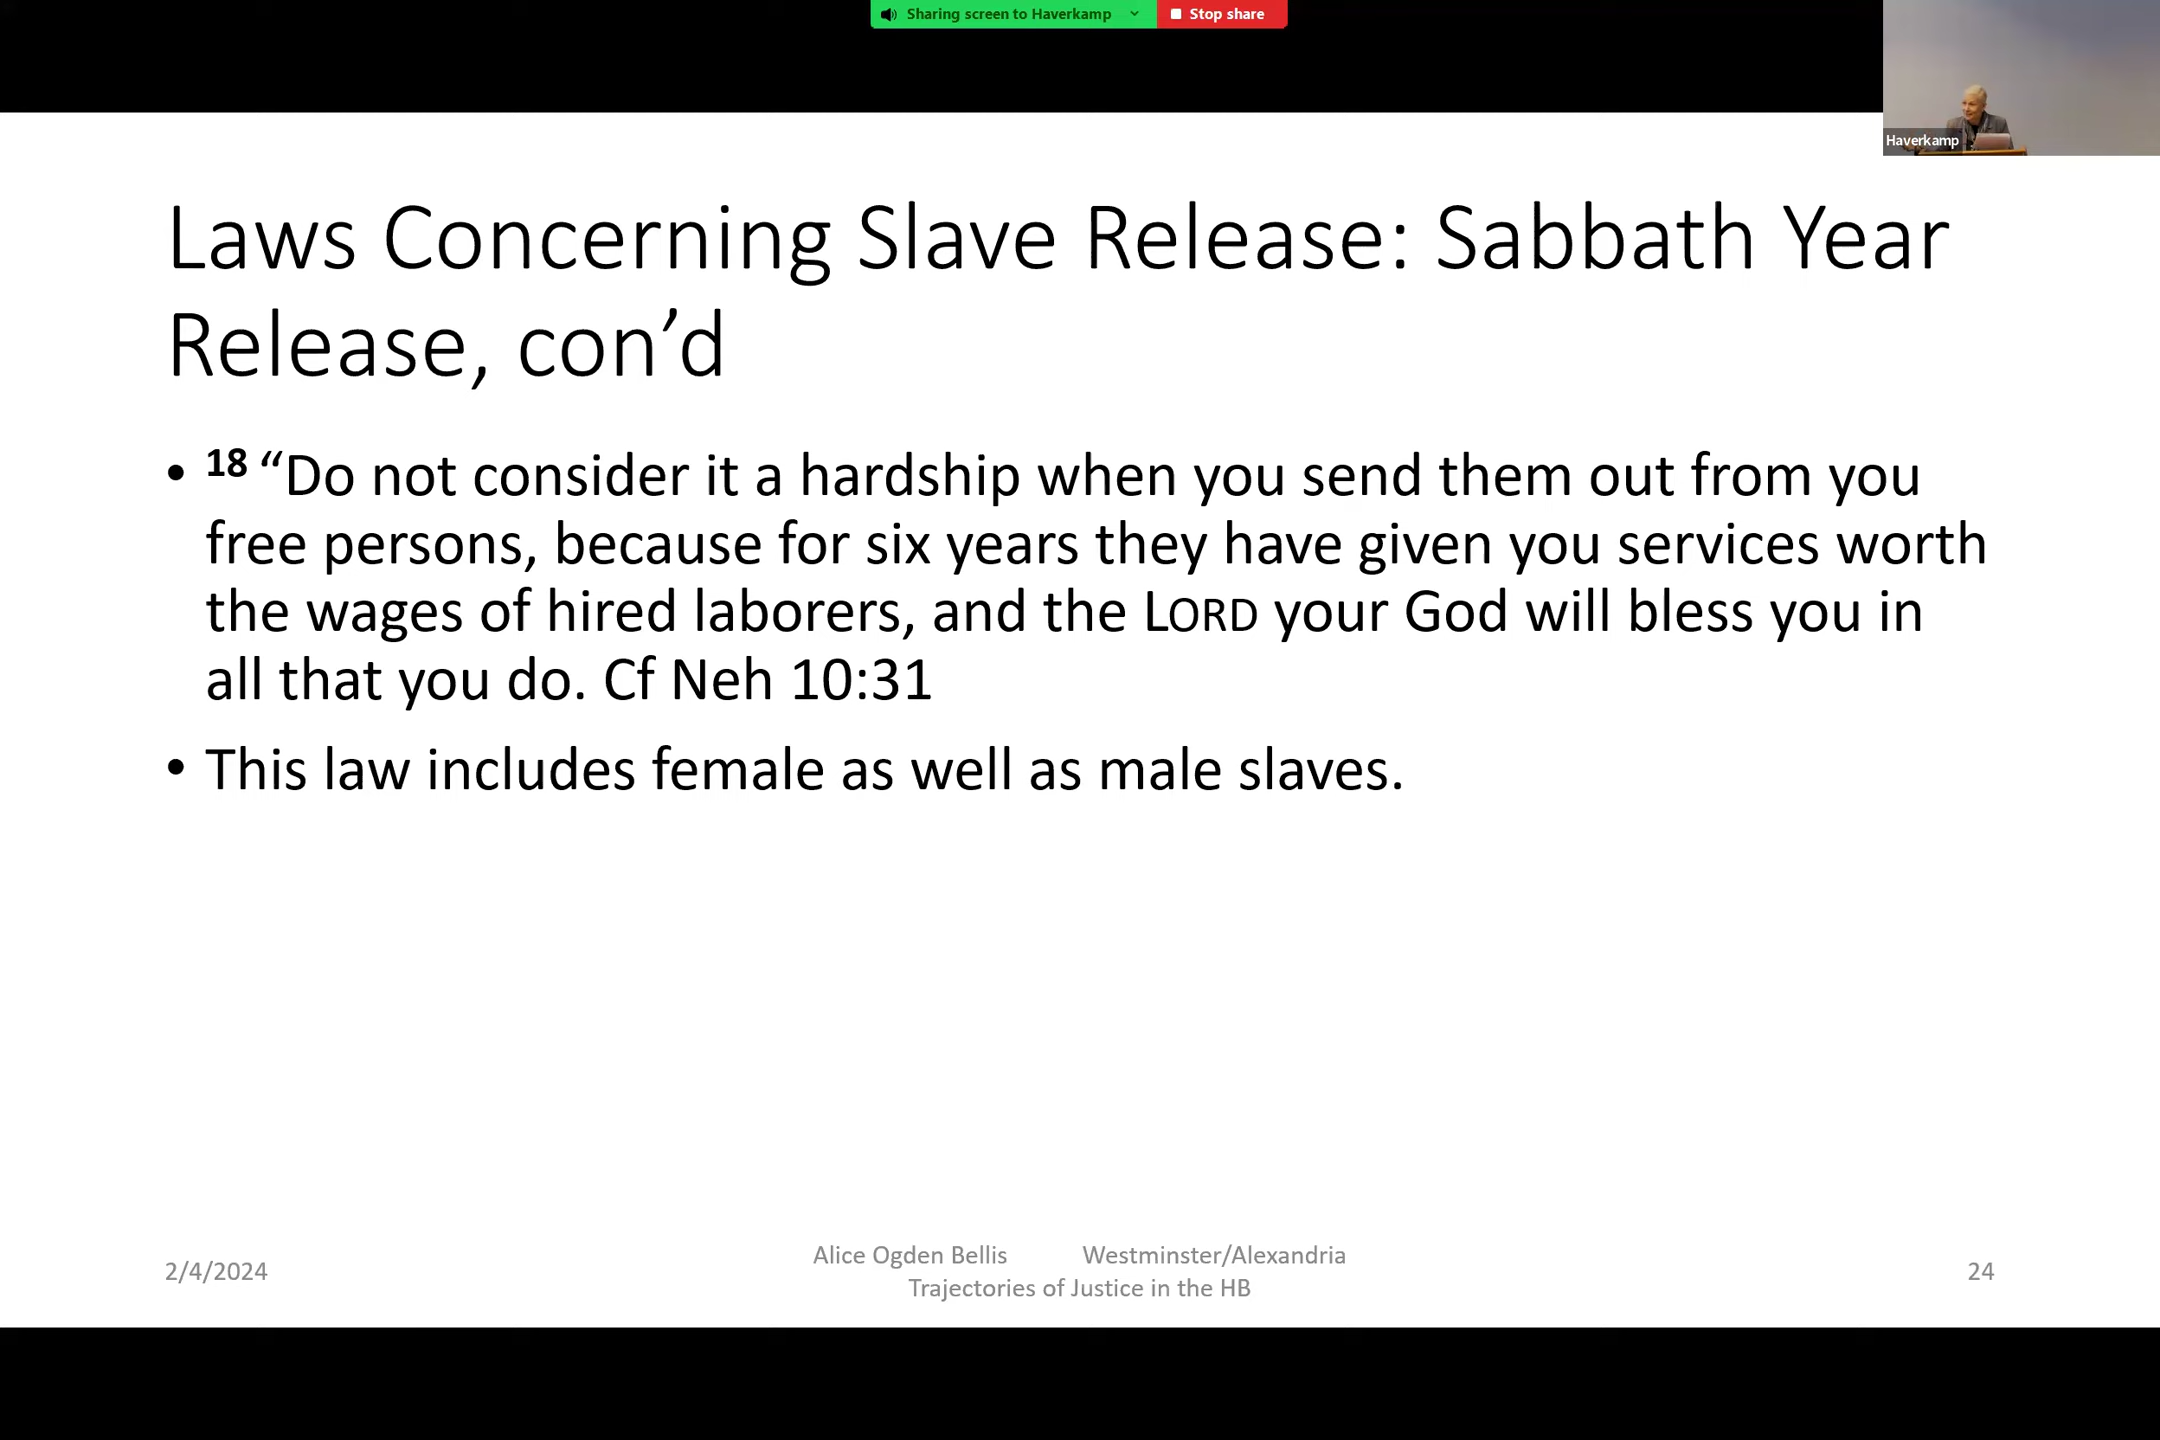 Sharing screen to Haverkamp
Stop share
Haverkamp
Laws Concerning Slave Release: Sabbath Year
Release, con’d
• 18 “Do not consider it a hardship when you send them out from you
free persons, because for six years they have given you services worth
the wages of hired laborers, and the LORD your God will bless you in
all that you do. Cf Neh 10:31
• This law includes female as well as male slaves.
2/4/2024
Alice Ogden Bellis Westminster/Alexandria
Trajectories of Justice in the HB
24